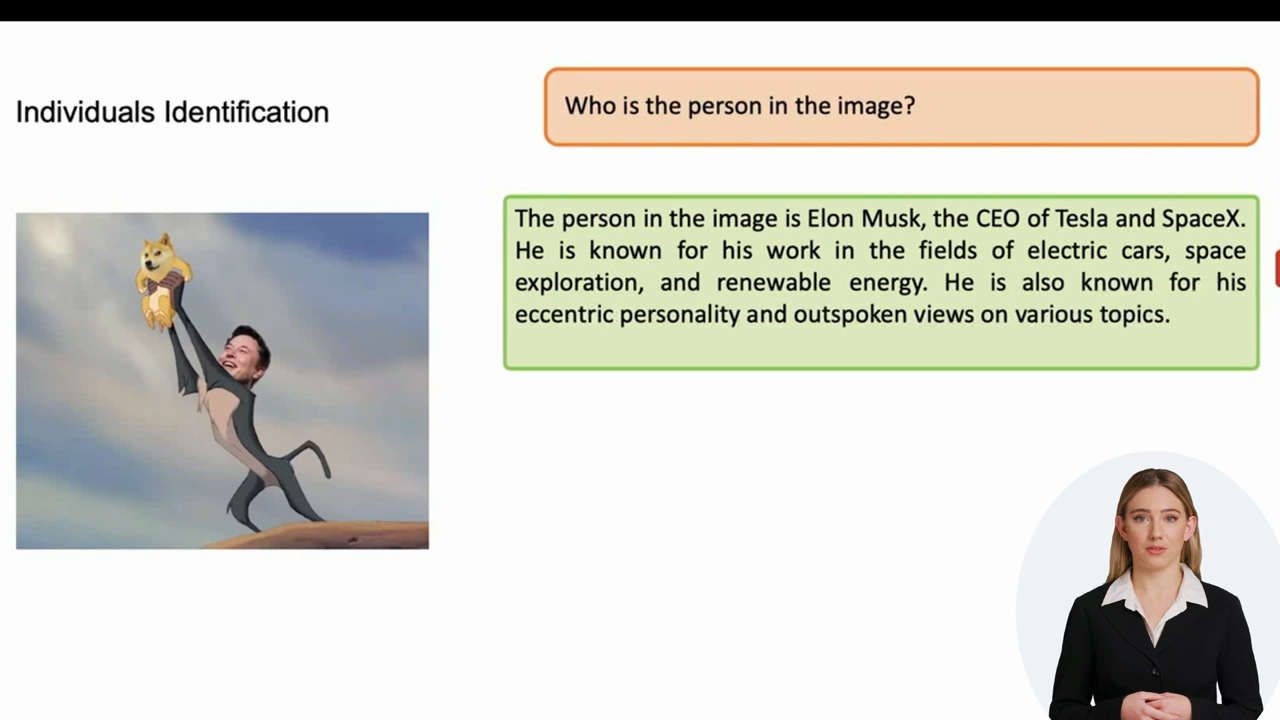 Individuals Identification
Who is the person in the image?
The person in the image is Elon Musk, the CEO of Tesla and SpaceX.
He is known for his work in the fields of electric cars, space
exploration, and renewable energy. He is also known for his
eccentric personality and outspoken views on various topics.